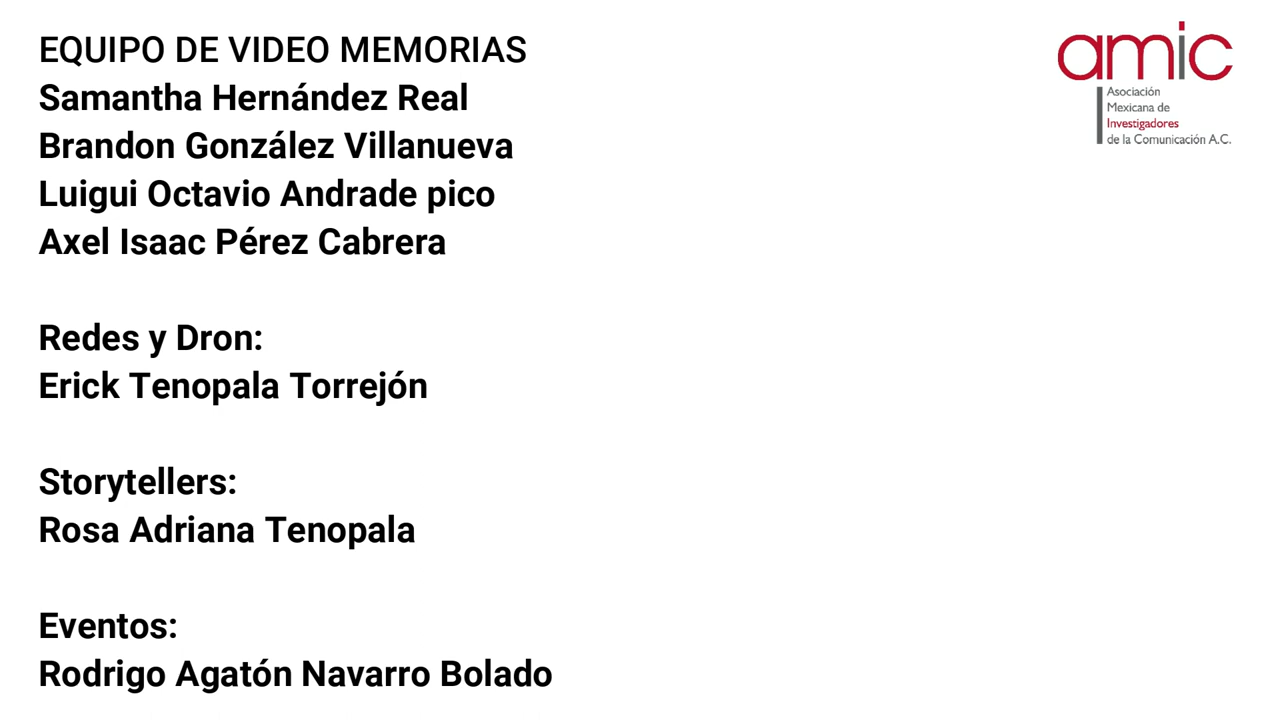 EQUIPO DE VIDEO MEMORIAS
Samantha Hernández Real
Brandon González Villanueva
Luigui Octavio Andrade pico
Axel Isaac Pérez Cabrera
Redes y Dron:
Erick Tenopala Torrejón
Storytellers:
Rosa Adriana Tenopala
Eventos:
Rodrigo Agatón Navarro Bolado
amic
Asociación
Mexicana de
Investigadores
de la Comunicación A.C.